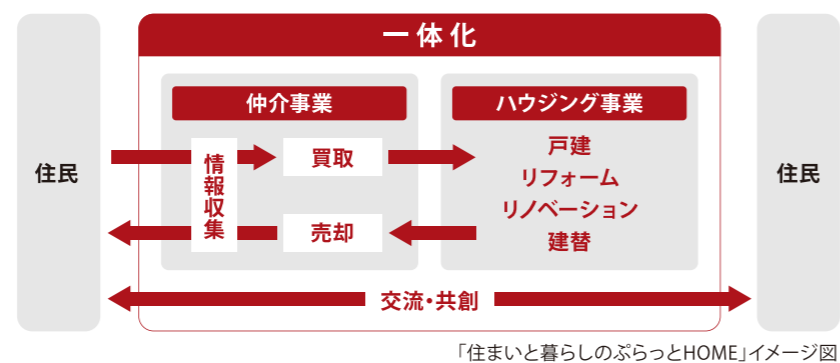 一体化
仲介事業
ハウジング事業
住民
情報収集
買取
売却
戸建
リフォーム
リノベーション
建替
住民
交流・共創
「住まいと暮らしのぷらっとHOME」イメージ図